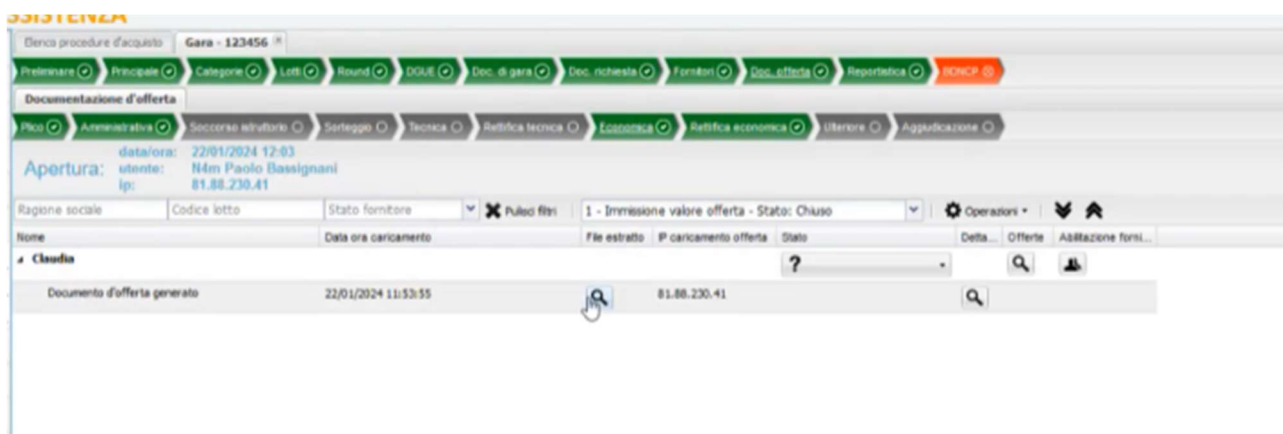 SSISTENZA
Elenco procedure d'acquisto Gara - 123456
Preliminare Principale Categorie Lotti Round DGUE Doc. di gara Doc. richiesta Fornitori Doc. offerta Reportistica BDNCP
Documentazione d'offerta
Plico Amministrativa Soccorso istruttorio Sorteggio Tecnica Rettifica tecnica Economica Rettifica economica Ulteriore Aggiudicazione
Apertura: data/ora: 22/01/2024 12:03
utente: N4m Paolo Bassignani
ip: 81.88.230.41
Ragione sociale Codice lotto Stato fornitore Pulisci filtri 1 - Immissione valore offerta - Stato: Chiuso Operazioni
Nome Data ora caricamento File estratto IP caricamento offerta Stato Detta... Offerte Abilitazione forni...
Claudia ?
Documento d'offerta generato 22/01/2024 11:53:55 81.88.230.41